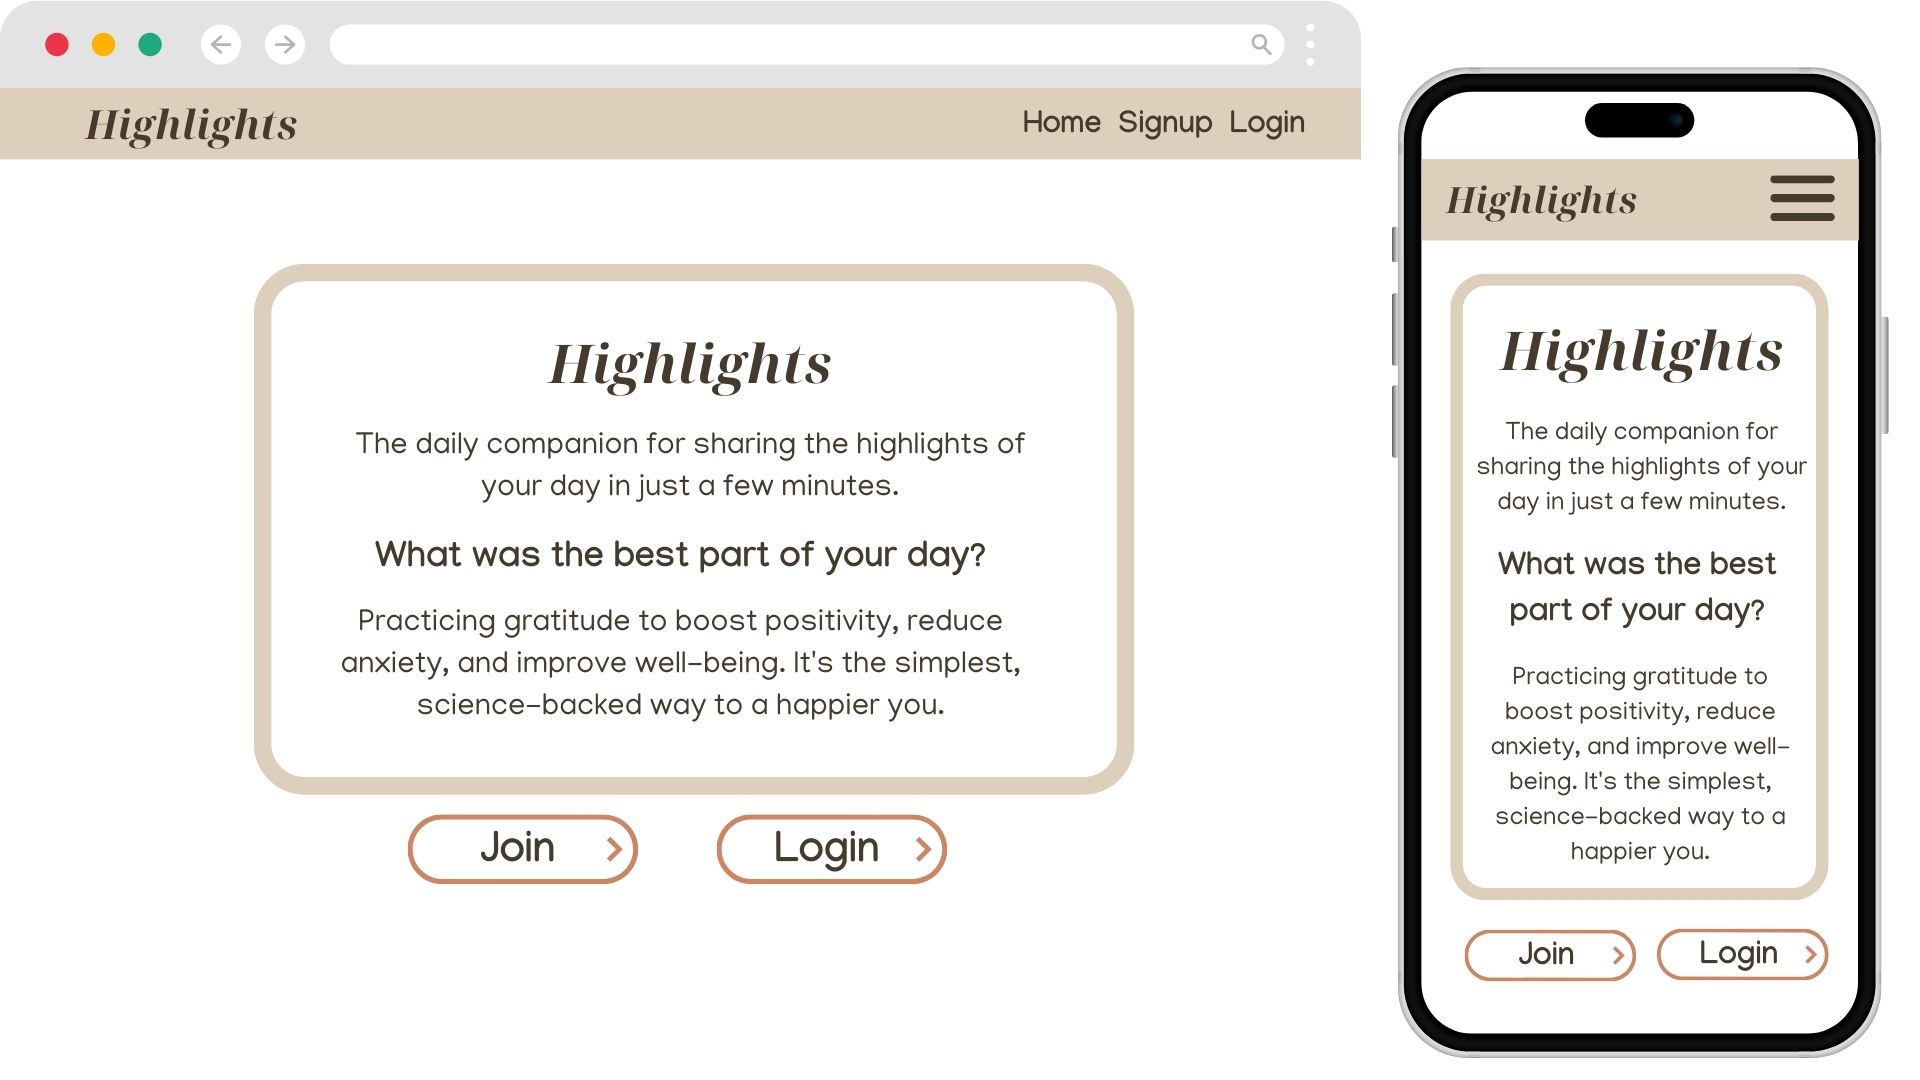 Highlights
Home Signup Login
Highlights
The daily companion for sharing the highlights of
your day in just a few minutes.
What was the best part of your day?
Practicing gratitude to boost positivity, reduce
anxiety, and improve well-being. It's the simplest,
science-backed way to a happier you.
Join
Login
Highlights
Highlights
The daily companion for
sharing the highlights of your
day in just a few minutes.
What was the best
part of your day?
Practicing gratitude to
boost positivity, reduce
anxiety, and improve well-
being. It's the simplest,
science-backed way to a
happier you.
Join
Login